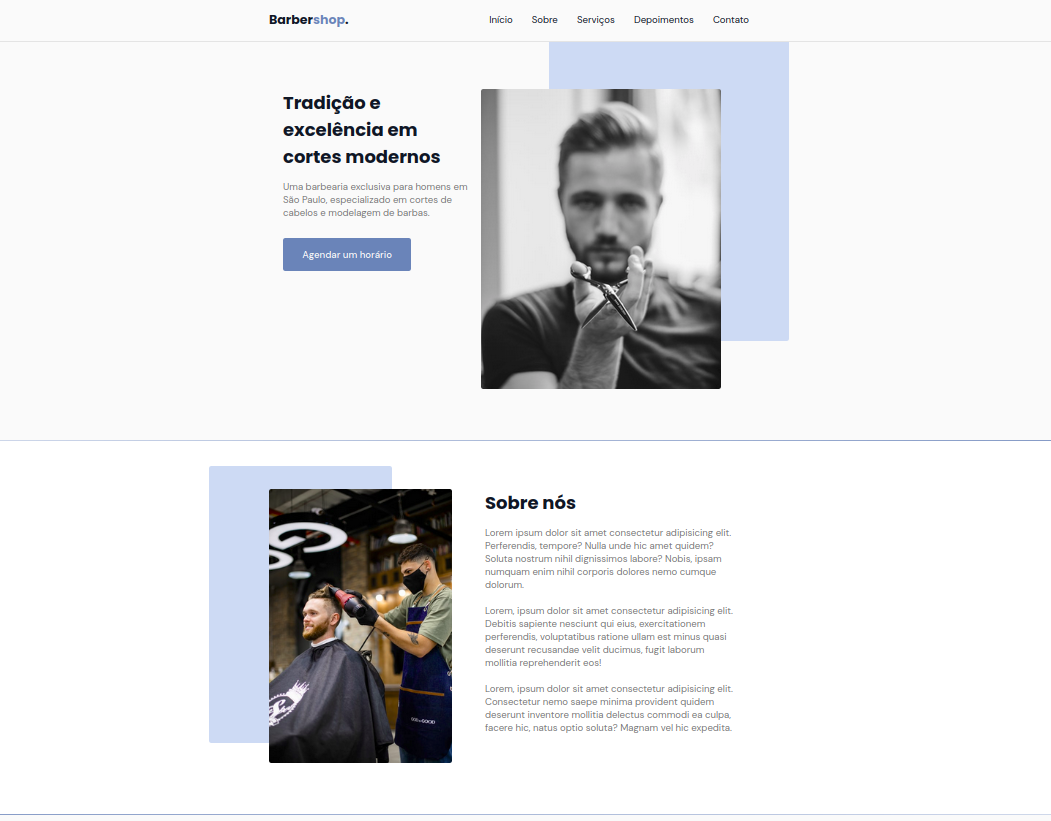 Barbershop.
Início Sobre Serviços Depoimentos Contato
Tradição e
excelência em
cortes modernos
Uma barbearia exclusiva para homens em
São Paulo, especializado em cortes de
cabelos e modelagem de barbas.
Agendar um horário
Sobre nós
Lorem ipsum dolor sit amet consectetur adipisicing elit.
Perferendis, tempore? Nulla unde hic amet quidem?
Soluta nostrum nihil dignissimos labore? Nobis, ipsam
numquam enim nihil corporis dolores nemo cumque
dolorum.
Lorem, ipsum dolor sit amet consectetur adipisicing elit.
Debitis sapiente nesciunt qui eius, exercitationem
perferendis, voluptatibus ratione ullam est minus quasi
deserunt recusandae velit ducimus, fugit laborum
mollitia reprehenderit eos!
Lorem, ipsum dolor sit amet consectetur adipisicing elit.
Consectetur nemo saepe minima provident quidem
deserunt inventore mollitia delectus commodi ea culpa,
facere hic, natus optio soluta? Magnam vel hic expedita.